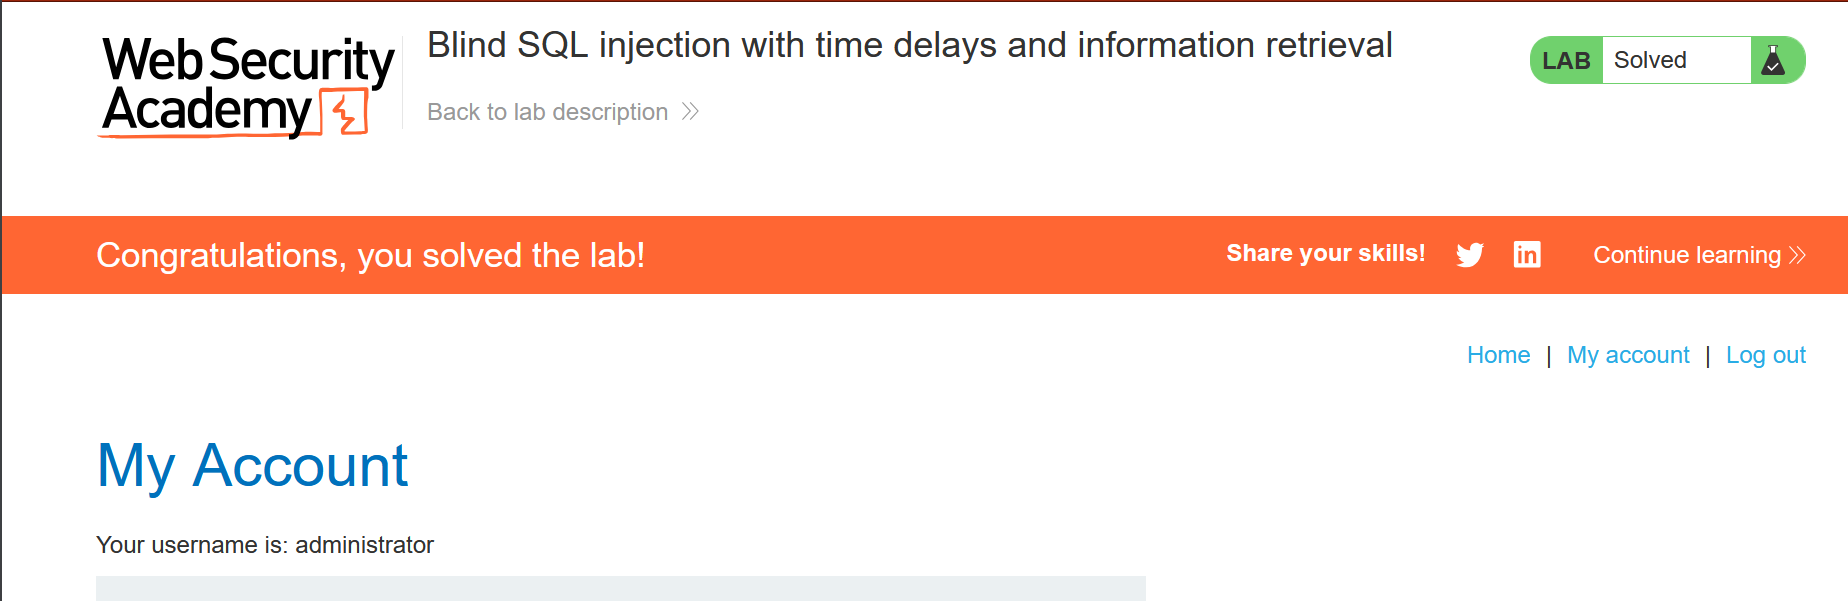 Web Security
Academy
Blind SQL injection with time delays and information retrieval
Back to lab description
LAB Solved
Congratulations, you solved the lab!
Share your skills!
Continue learning
Home | My account | Log out
My Account
Your username is: administrator